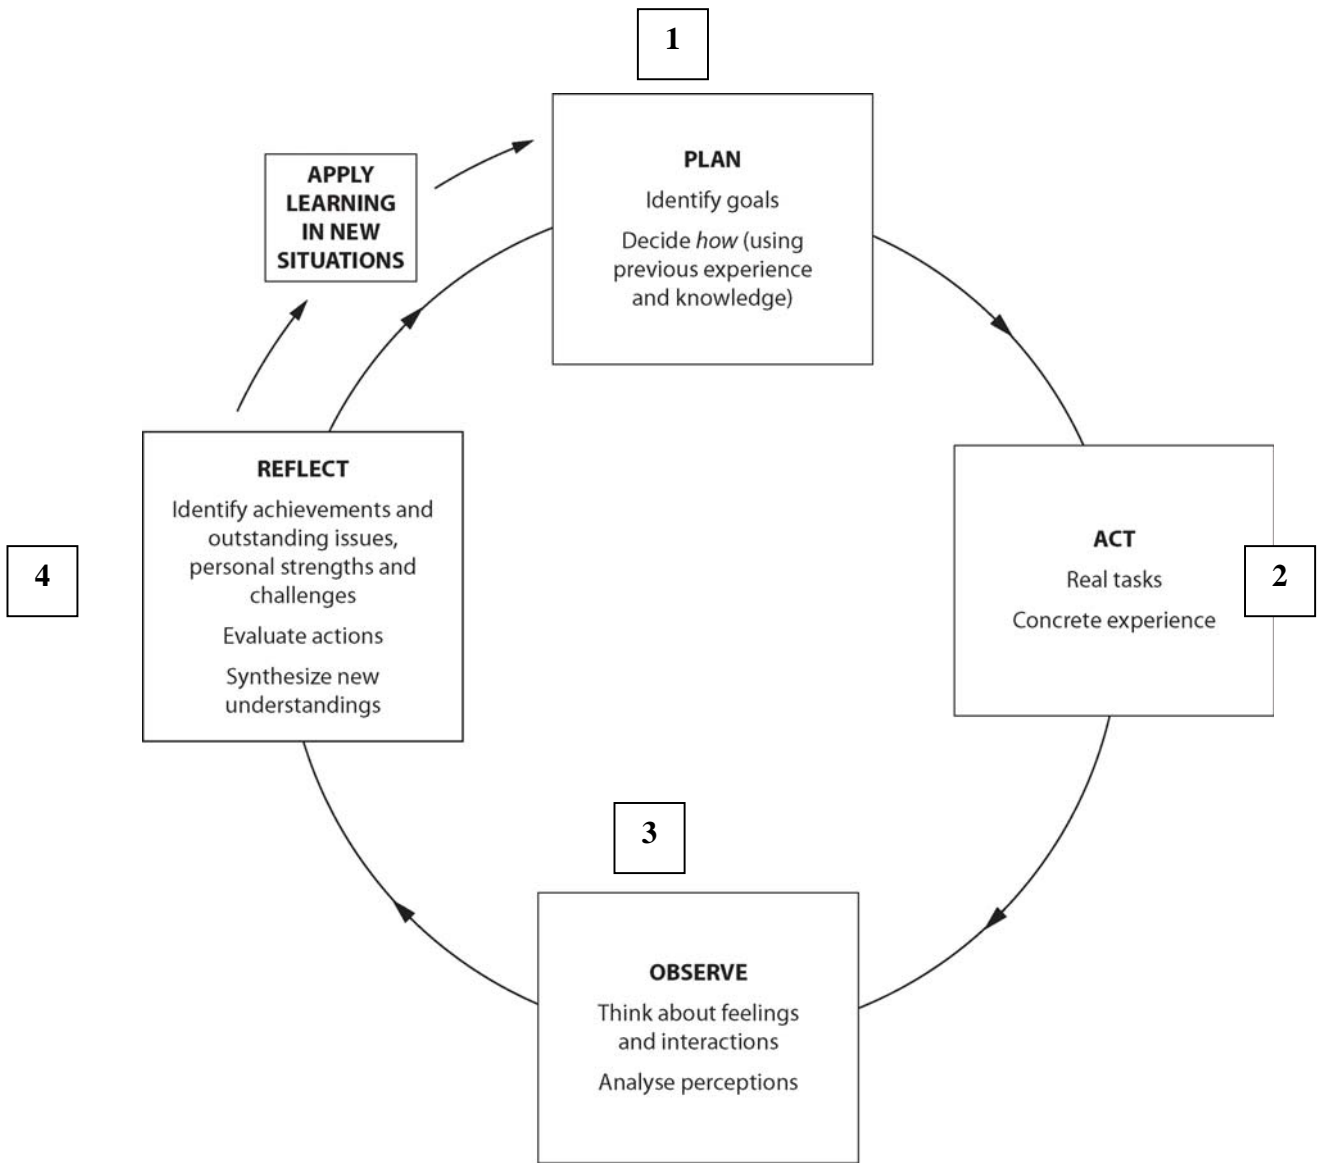 1
PLAN
Identify goals
Decide how (using
previous experience
and knowledge)
APPLY
LEARNING
IN NEW
SITUATIONS
2
ACT
Real tasks
Concrete experience
3
OBSERVE
Think about feelings
and interactions
Analyse perceptions
4
REFLECT
Identify achievements and
outstanding issues,
personal strengths and
challenges
Evaluate actions
Synthesize new
understandings